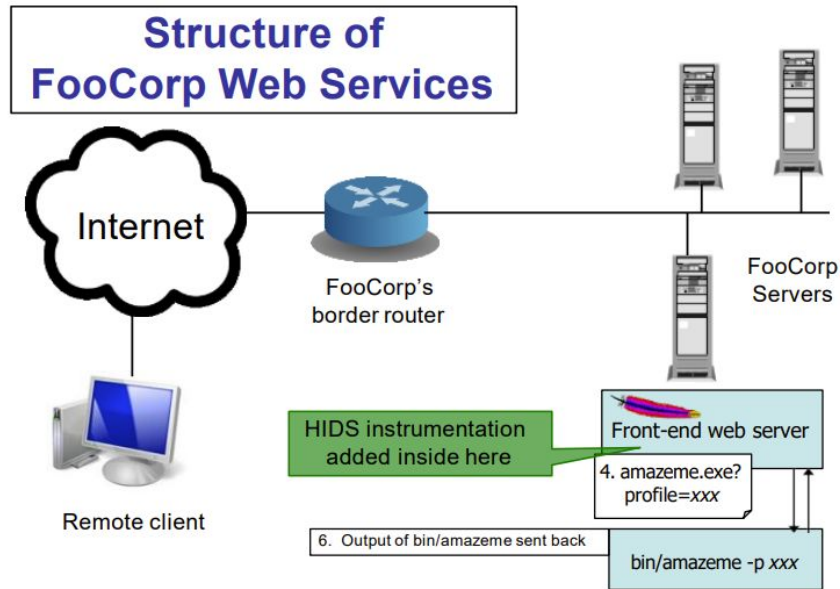 Structure of
FooCorp Web Services
Internet
FooCorp's
border router
FooCorp
Servers
Remote client
HIDS instrumentation
added inside here
Front-end web server
4. amazeme.exe?
profile=xxx
6. Output of bin/amazeme sent back
bin/amazeme -p xxx